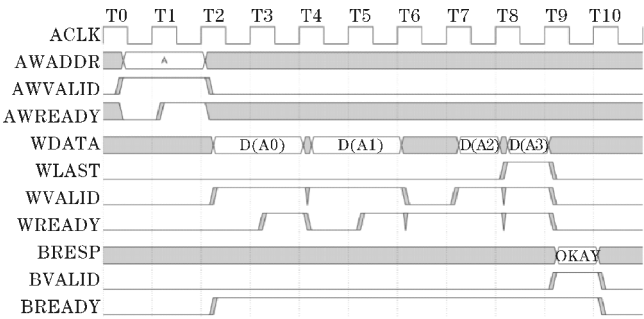 T0 T1 T2 T3 T4 T5 T6 T7 T8 T9 T10
ACLK
AWADDR A
AWVALID
AWREADY
WDATA D(A0) D(A1) D(A2) D(A3)
WLAST
WVALID
WREADY
BRESP OKAY
BVALID
BREADY